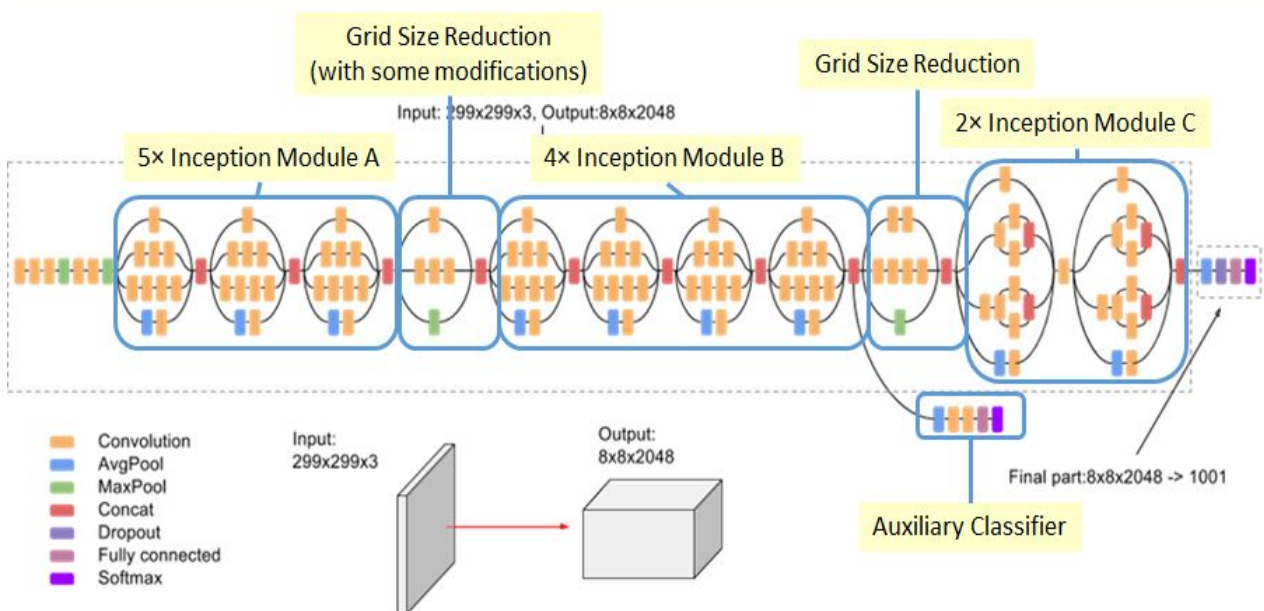 Grid Size Reduction
(with some modifications)
Grid Size Reduction
Input: 299x299x3, Output:8x8x2048
2× Inception Module C
5× Inception Module A
4× Inception Module B
Convolution
AvgPool
MaxPool
Concat
Dropout
Fully connected
Softmax
Input:
299x299x3
Output:
8x8x2048
Final part:8x8x2048 -> 1001
Auxiliary Classifier